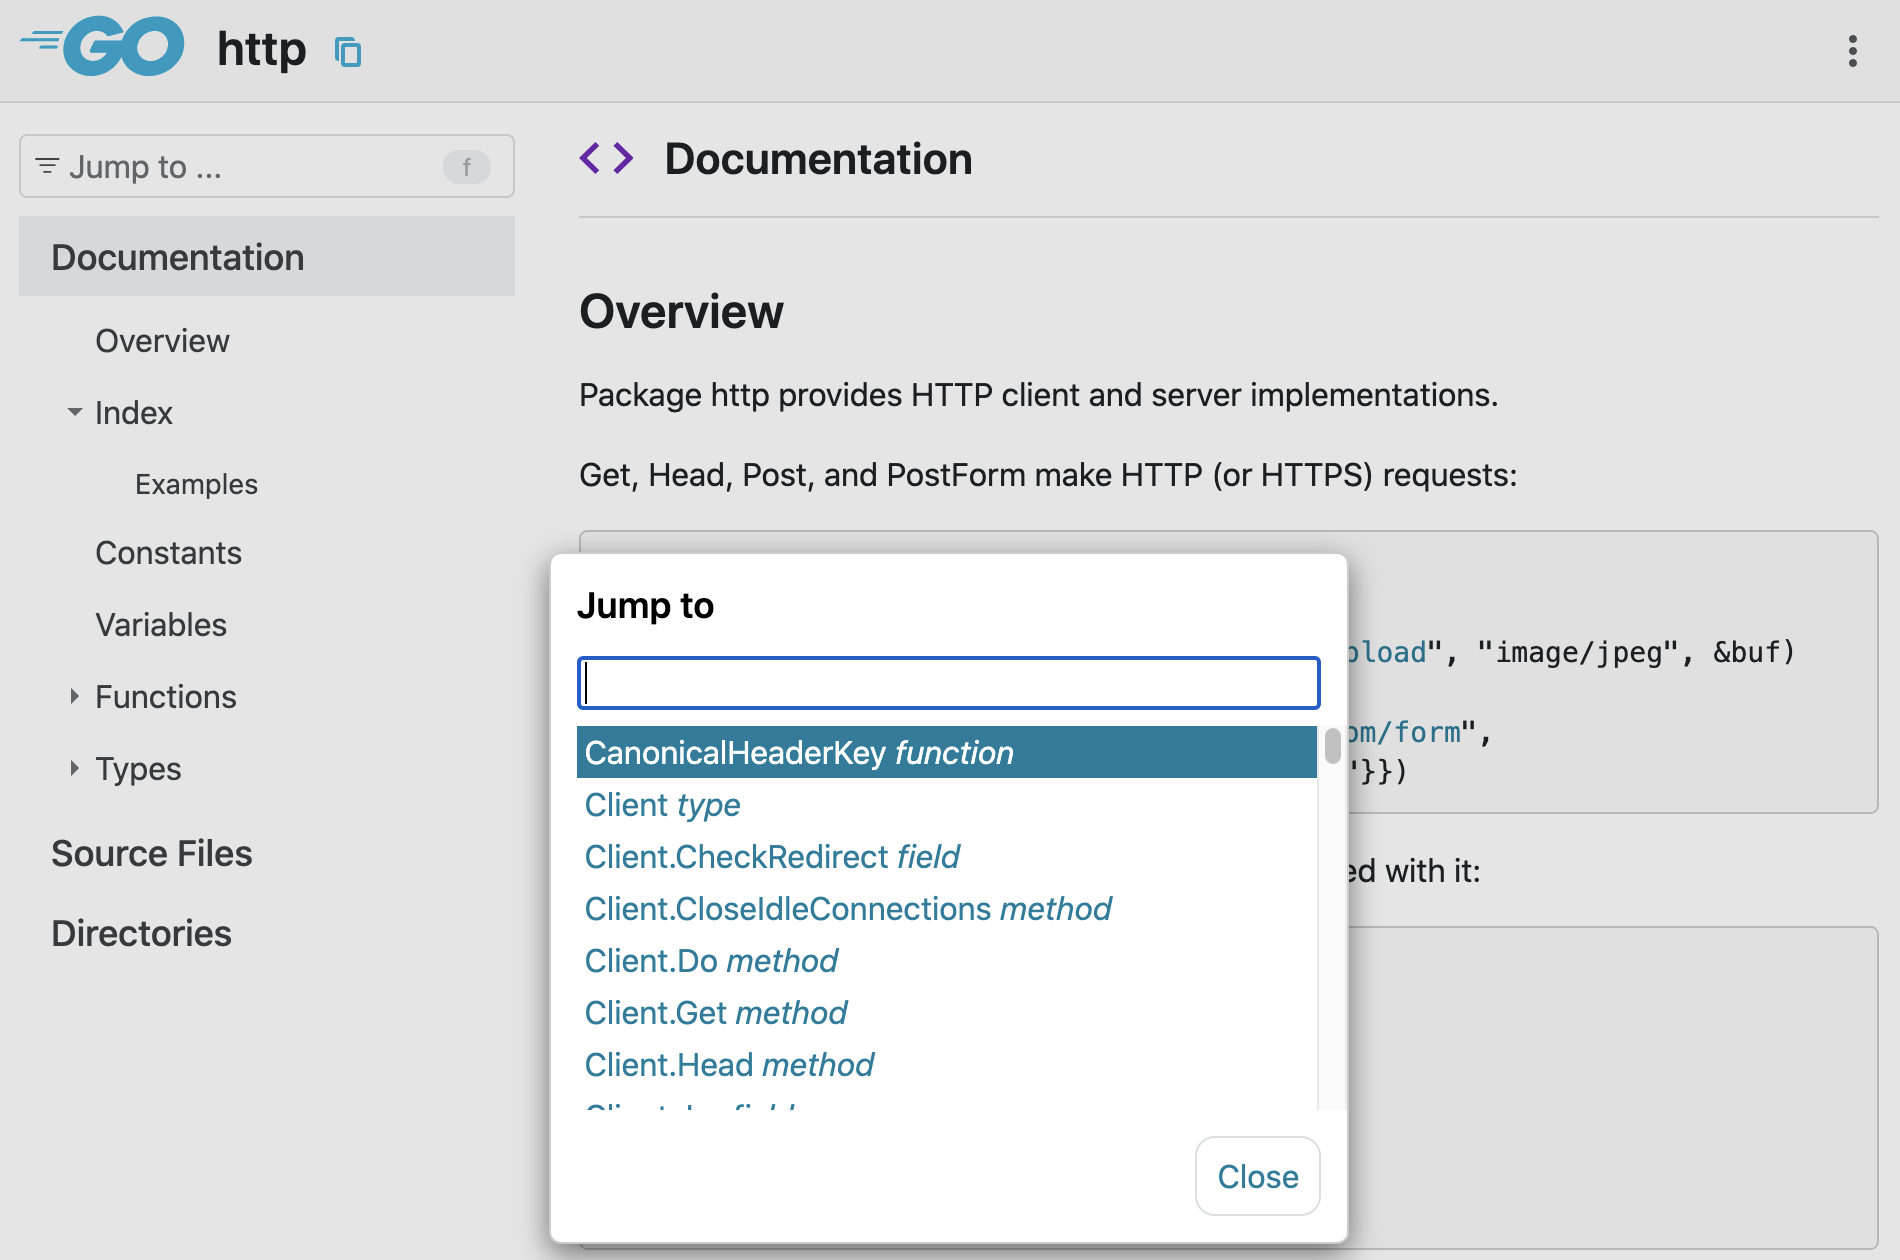 GO http
Jump to ... f
Documentation
Overview
Index
Examples
Constants
Variables
Functions
Types
Source Files
Directories
Documentation
Overview
Package http provides HTTP client and server implementations.
Get, Head, Post, and PostForm make HTTP (or HTTPS) requests:
pload", "image/jpeg", &buf)
om/form",
"}})
ed with it:
Jump to
CanonicalHeaderKey function
Client type
Client.CheckRedirect field
Client.CloseIdleConnections method
Client.Do method
Client.Get method
Client.Head method
Close